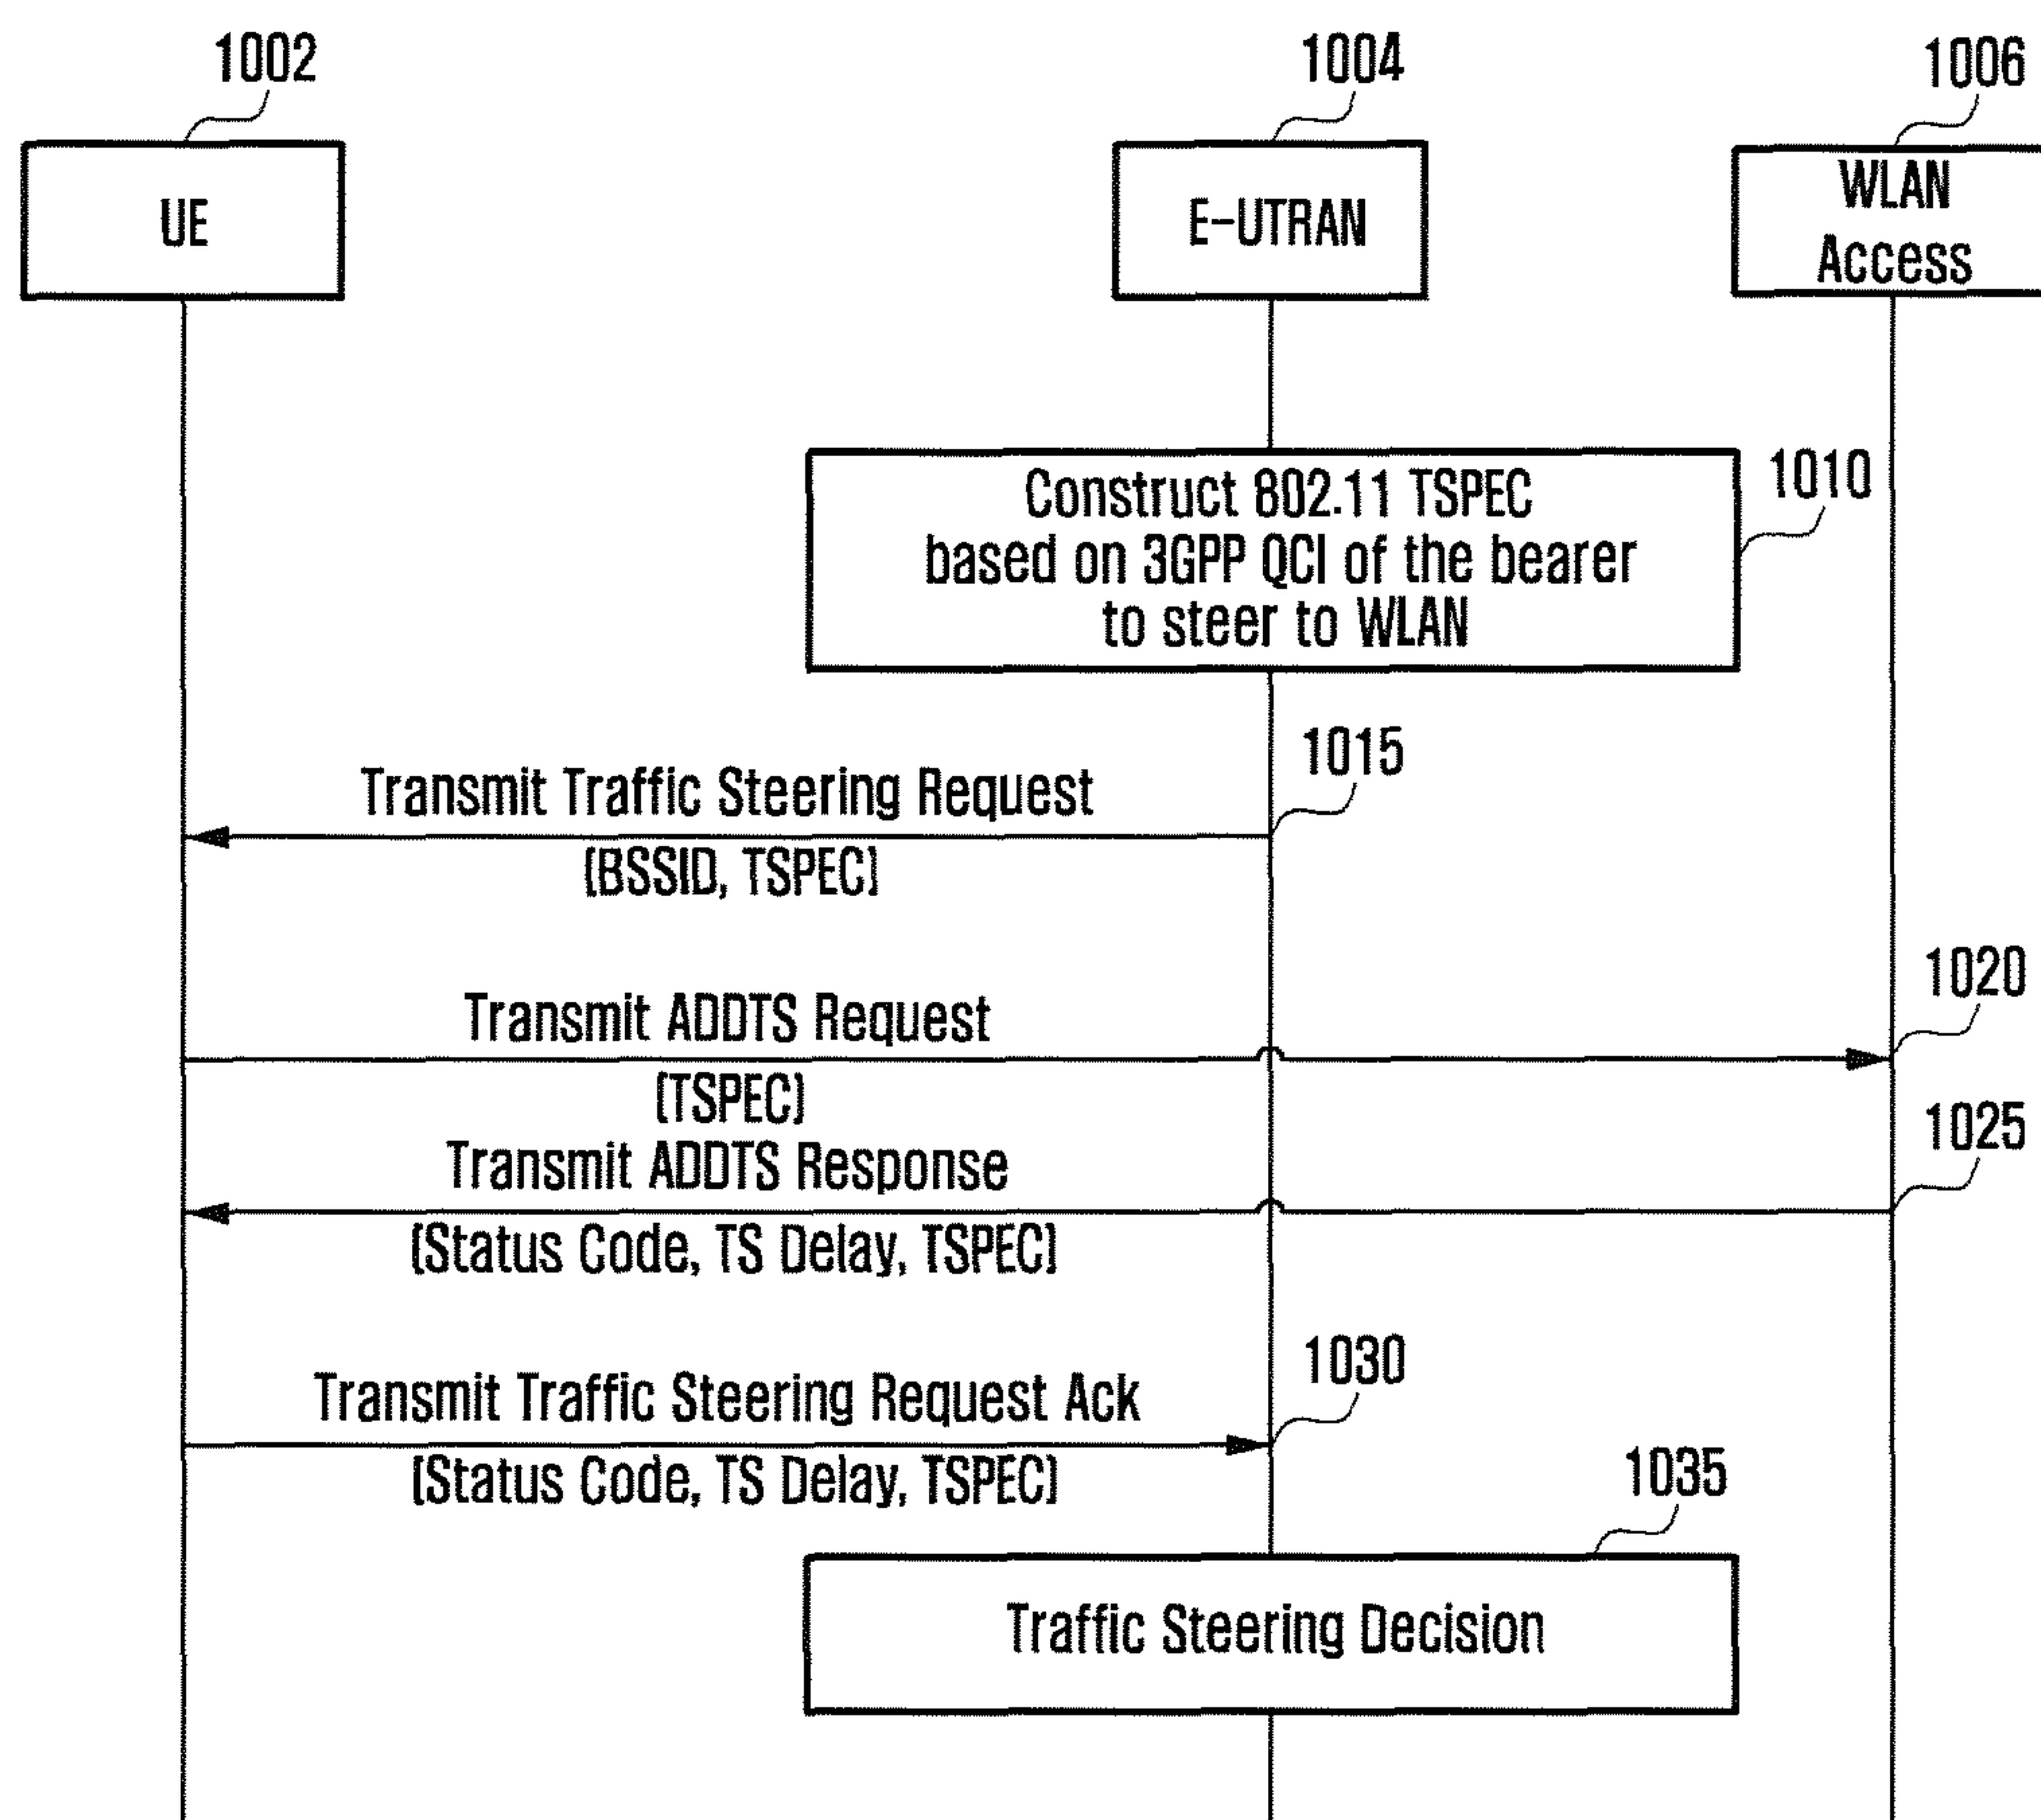 1002
1004
1006
UE
E-UTRAN
WLAN
Access
Construct 802.11 TSPEC
based on 3GPP QCI of the bearer
to steer to WLAN
1010
1015
Transmit Traffic Steering Request
(BSSID, TSPEC)
1020
Transmit ADDTS Request
(TSPEC)
1025
Transmit ADDTS Response
(Status Code, TS Delay, TSPEC)
1030
Transmit Traffic Steering Request Ack
(Status Code, TS Delay, TSPEC)
1035
Traffic Steering Decision